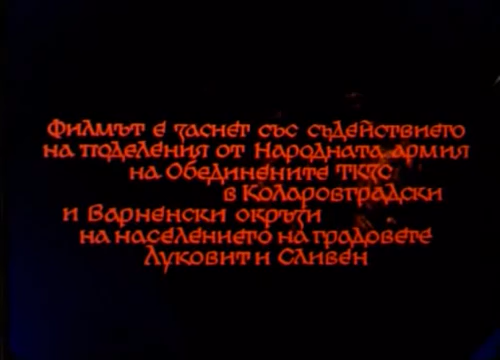 Филмът е заснет със съдействието
на поделения от Народната армия
на Обединените ТКЗС
в Коларовградски
и Варненски окръзи
на населението на градовете
Луковит и Сливен